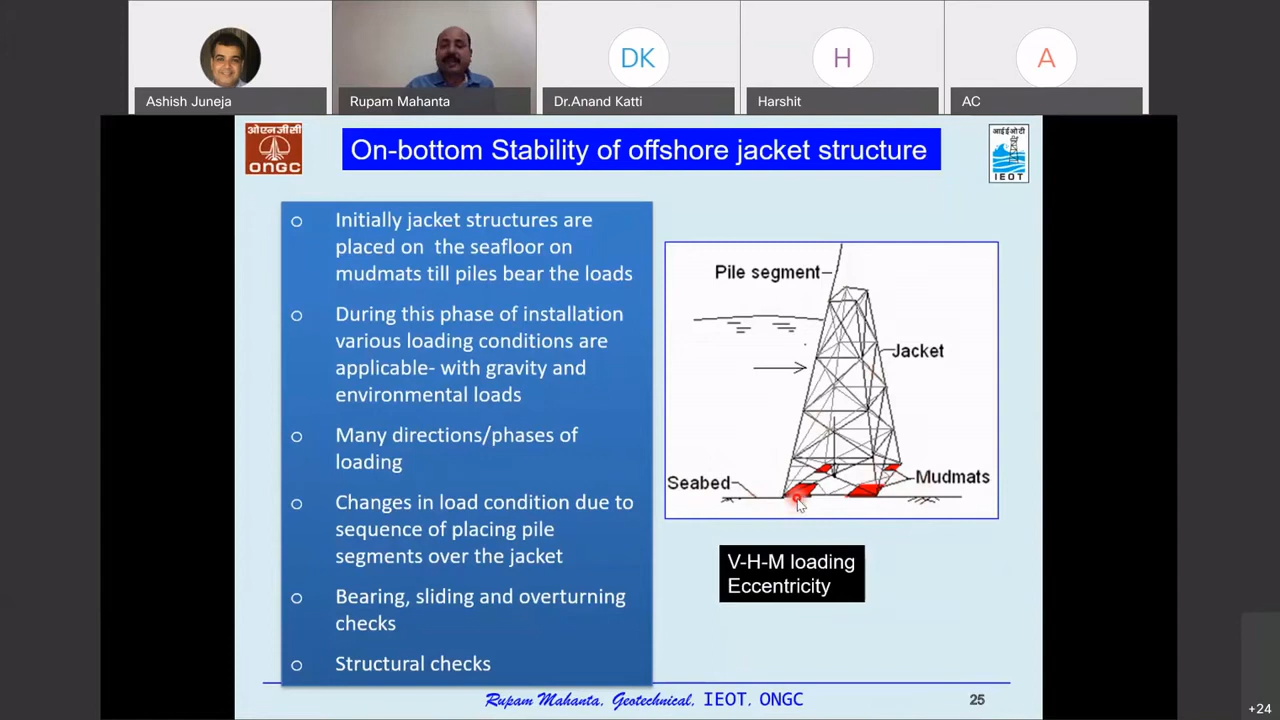 DK
H
A
Ashish Juneja
Rupam Mahanta
Dr.Anand Katti
Harshit
AC
ओएनजीसी
ONGC
On-bottom Stability of offshore jacket structure
आईईओटी
IEOT
Initially jacket structures are
placed on the seafloor on
mudmats till piles bear the loads
During this phase of installation
various loading conditions are
applicable- with gravity and
environmental loads
Many directions/phases of
loading
Changes in load condition due to
sequence of placing pile
segments over the jacket
Bearing, sliding and overturning
checks
Structural checks
Pile segment
Jacket
Seabed
Mudmats
V-H-M loading
Eccentricity
Rupam Mahanta, Geotechnical, IEOT, ONGC
25
+24